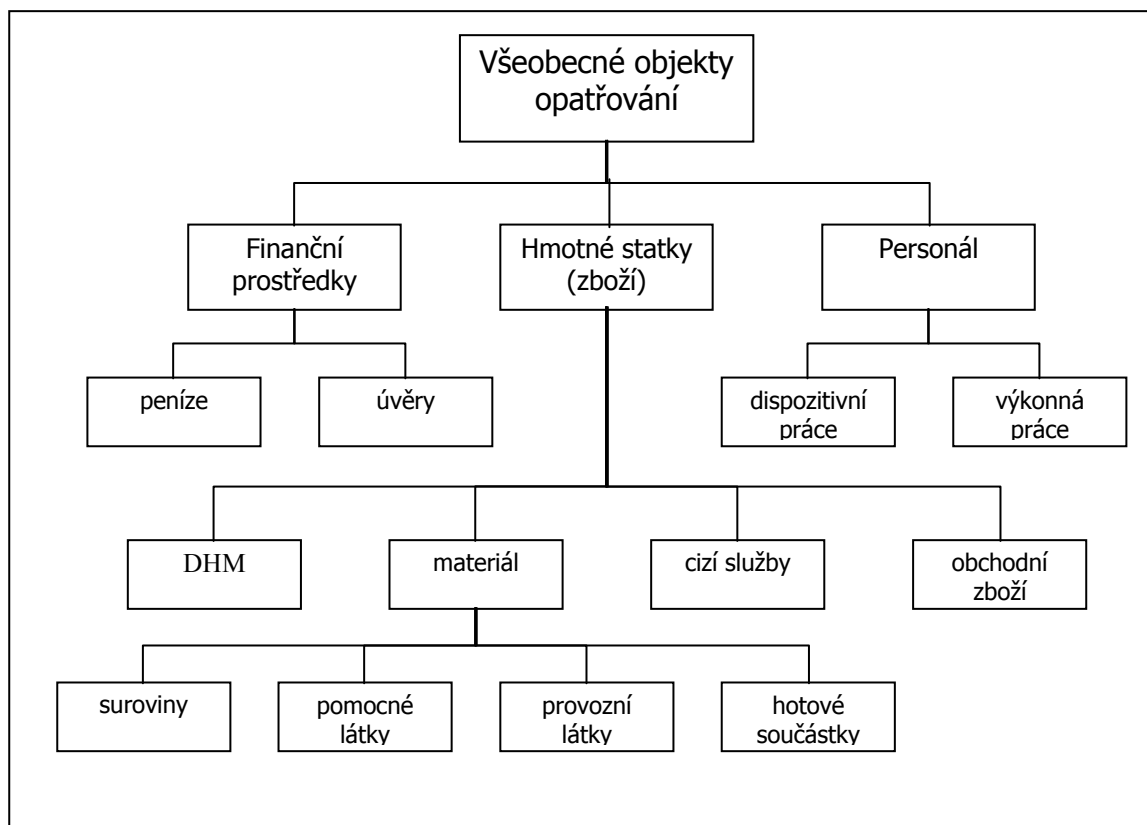 Všeobecné objekty
opatřování
Finanční
prostředky
Hmotné statky
(zboží)
Personál
peníze
úvěry
dispozitivní
práce
výkonná
práce
DHM
materiál
cizí služby
obchodní
zboží
suroviny
pomocné
látky
provozní
látky
hotové
součástky